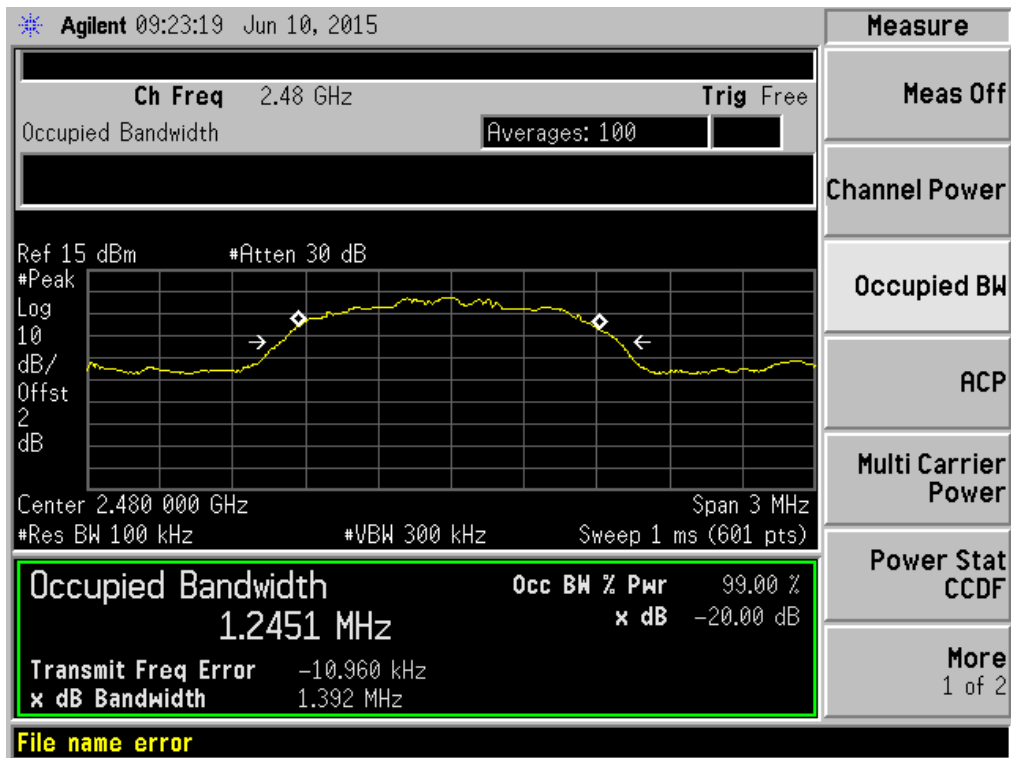 Agilent 09:23:19 Jun 10, 2015
Measure
Ch Freq 2.48 GHz Trig Free
Occupied Bandwidth Averages: 100
Meas Off
Channel Power
Occupied BW
ACP
Multi Carrier
Power
Power Stat
CCDF
More
1 of 2
Ref 15 dBm #Atten 30 dB
#Peak
Log
10
dB/
Offst
2
dB
Center 2.480 000 GHz Span 3 MHz
#Res BW 100 kHz #VBW 300 kHz Sweep 1 ms (601 pts)
Occupied Bandwidth Occ BW % Pwr 99.00 %
1.2451 MHz x dB -20.00 dB
Transmit Freq Error -10.960 kHz
x dB Bandwidth 1.392 MHz
File name error